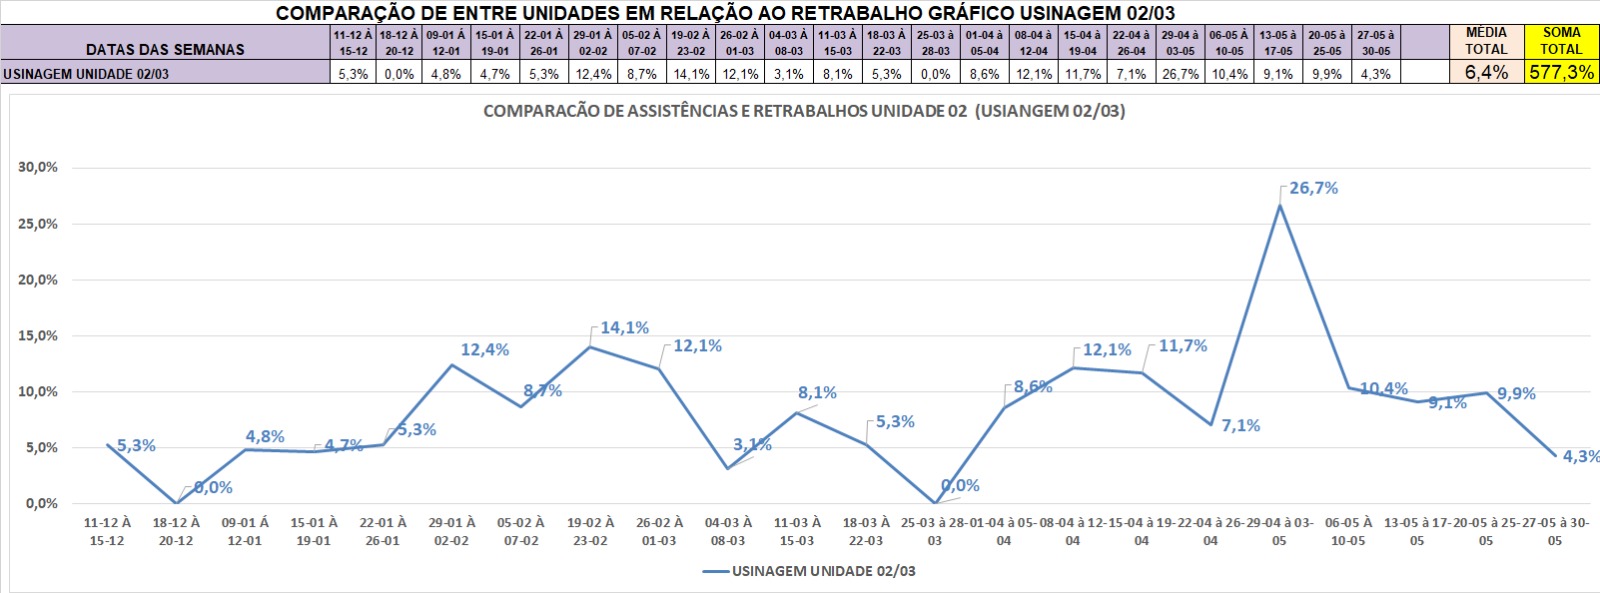 COMPARAÇÃO DE ENTRE UNIDADES EM RELAÇÃO AO RETRABALHO GRÁFICO USINAGEM 02/03
DATAS DAS SEMANAS
11-12 À 15-12
18-12 À 20-12
09-01 Á 12-01
15-01 À 19-01
22-01 À 26-01
29-01 À 02-02
05-02 À 07-02
19-02 À 23-02
26-02 À 01-03
04-03 À 08-03
11-03 À 15-03
18-03 À 22-03
25-03 à 28-03
01-04 à 05-04
08-04 à 12-04
15-04 à 19-04
22-04 à 26-04
29-04 à 03-05
06-05 À 10-05
13-05 à 17-05
20-05 à 25-05
27-05 à 30-05
MÉDIA TOTAL
SOMA TOTAL
USINAGEM UNIDADE 02/03 5,3% 0,0% 4,8% 4,7% 5,3% 12,4% 8,7% 14,1% 12,1% 3,1% 8,1% 5,3% 0,0% 8,6% 12,1% 11,7% 7,1% 26,7% 10,4% 9,1% 9,9% 4,3% 6,4% 577,3%
COMPARACÃO DE ASSISTÊNCIAS E RETRABALHOS UNIDADE 02 (USIANGEM 02/03)
30,0%
25,0%
20,0%
15,0%
10,0%
5,0%
0,0%
5,3%
0,0%
4,8%
4,7%
5,3%
12,4%
8,7%
14,1%
12,1%
3,1%
8,1%
5,3%
0,0%
8,6%
12,1%
11,7%
7,1%
26,7%
10,4%
9,1%
9,9%
4,3%
11-12 À 18-12 À 09-01 Á 15-01 À 22-01 À 29-01 À 05-02 À 19-02 À 26-02 À 04-03 À 11-03 À 18-03 À 25-03 à 28-01-04 à 05-08-04 à 12-15-04 à 19-22-04 à 26-29-04 à 03- 06-05 À 13-05 à 17-20-05 à 25-27-05 à 30-
15-12 20-12 12-01 19-01 26-01 02-02 07-02 23-02 01-03 08-03 15-03 22-03 03 04 04 04 04 05 10-05 05 05 05
USINAGEM UNIDADE 02/03